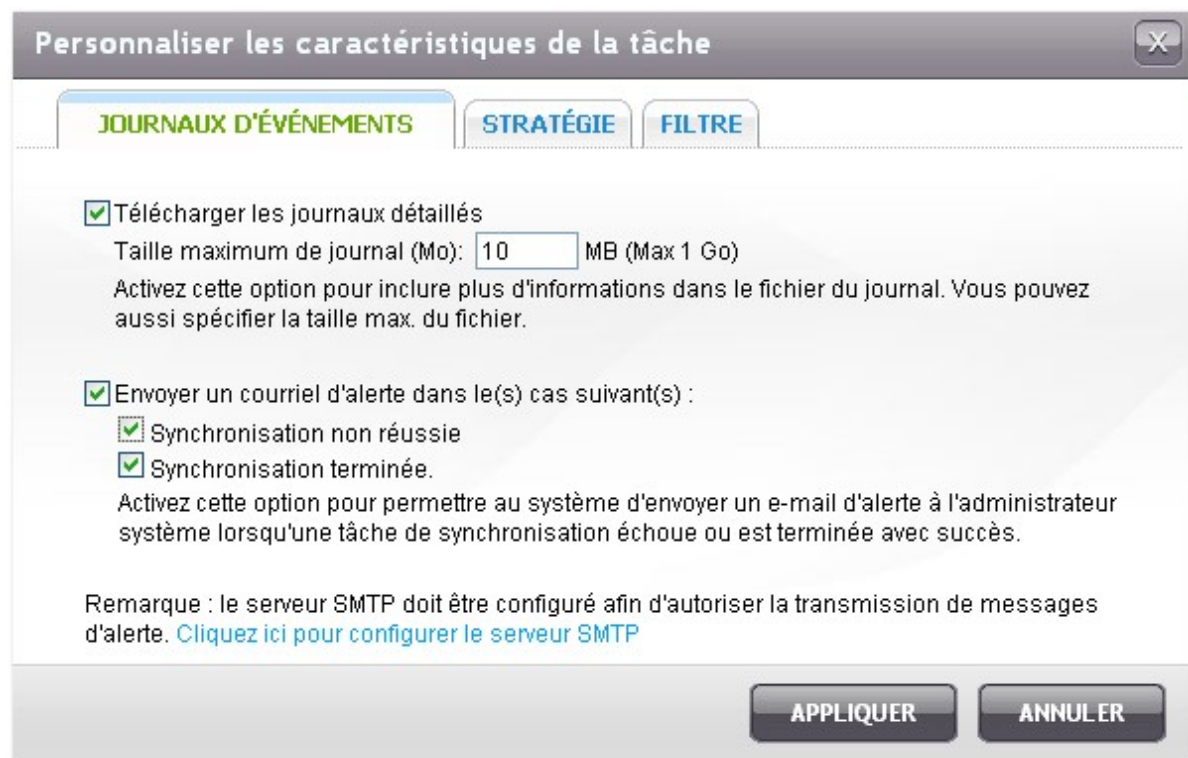 Personnaliser les caractéristiques de la tâche
X
JOURNAUX D'ÉVÉNEMENTS STRATÉGIE FILTRE
Télécharger les journaux détaillés
Taille maximum de journal (Mo): 10 MB (Max 1 Go)
Activez cette option pour inclure plus d'informations dans le fichier du journal. Vous pouvez
aussi spécifier la taille max. du fichier.
Envoyer un courriel d'alerte dans le(s) cas suivant(s) :
Synchronisation non réussie
Synchronisation terminée.
Activez cette option pour permettre au système d'envoyer un e-mail d'alerte à l'administrateur
système lorsqu'une tâche de synchronisation échoue ou est terminée avec succès.
Remarque : le serveur SMTP doit être configuré afin d'autoriser la transmission de messages
d'alerte. Cliquez ici pour configurer le serveur SMTP
APPLIQUER ANNULER